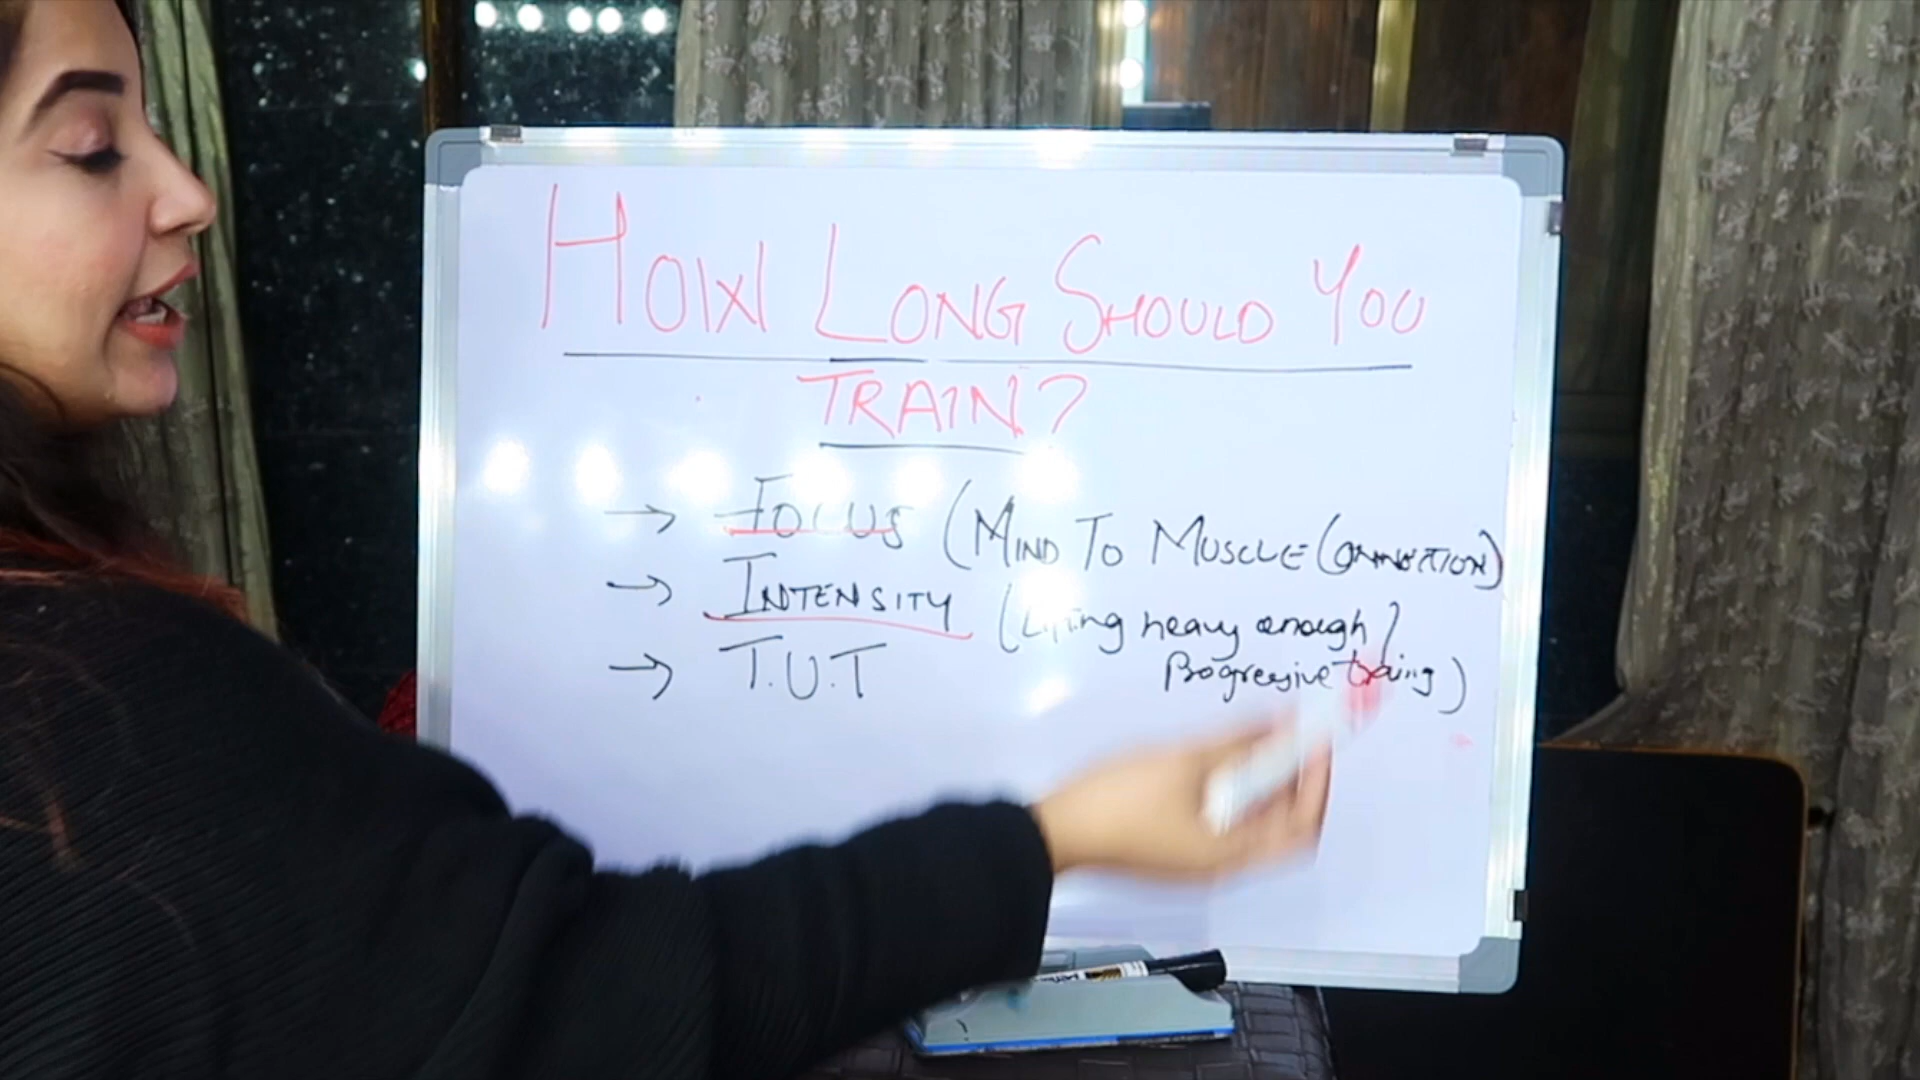 HOW LONG SHOULD YOU
TRAIN?
→ FOCUS (MIND TO MUSCLE CONNECTION)
→ INTENSITY (Lifting heavy enough /
Progressive training)
→ T.U.T